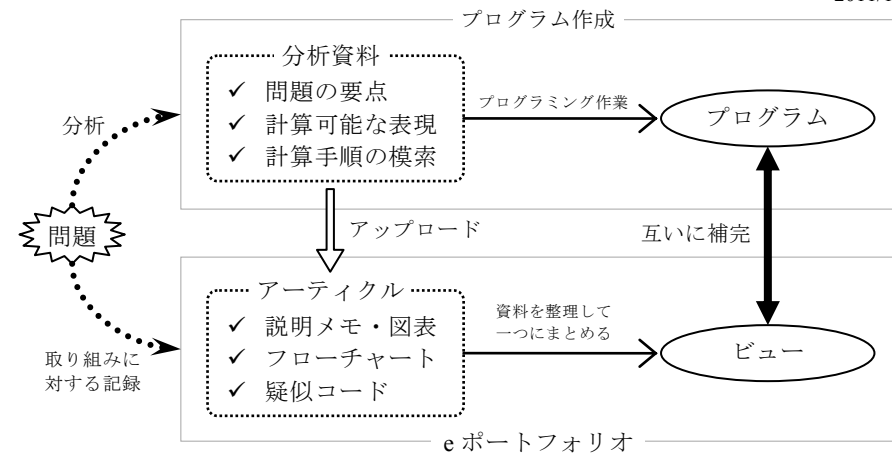 プログラム作成
分析資料
✓ 問題の要点
✓ 計算可能な表現
✓ 計算手順の模索
プログラミング作業
プログラム
分析
問題
アップロード
互いに補完
アーティクル
✓ 説明メモ・図表
✓ フローチャート
✓ 疑似コード
資料を整理して
一つにまとめる
ビュー
取り組みに
対する記録
e ポートフォリオ